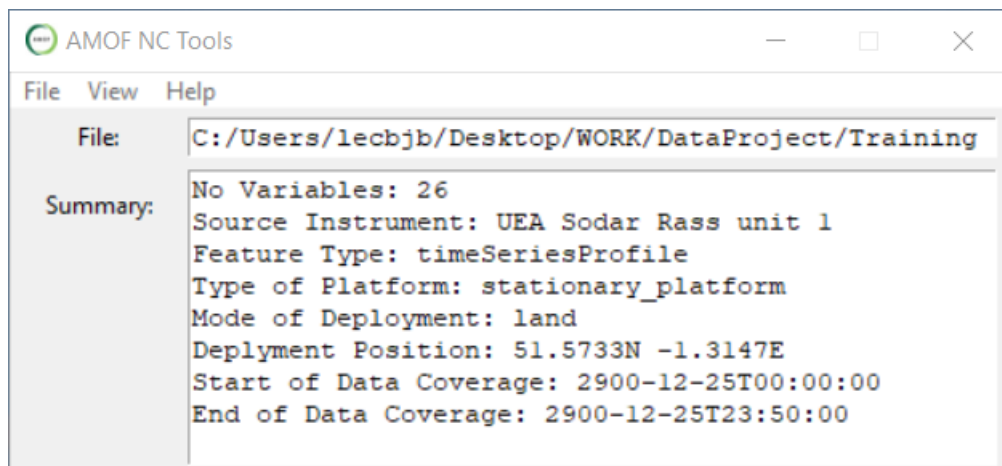 AMOF NC Tools
File View Help
File: C:/Users/lecbjb/Desktop/WORK/DataProject/Training
Summary: No Variables: 26
Source Instrument: UEA Sodar Rass unit 1
Feature Type: timeSeriesProfile
Type of Platform: stationary_platform
Mode of Deployment: land
Deplyment Position: 51.5733N -1.3147E
Start of Data Coverage: 2900-12-25T00:00:00
End of Data Coverage: 2900-12-25T23:50:00